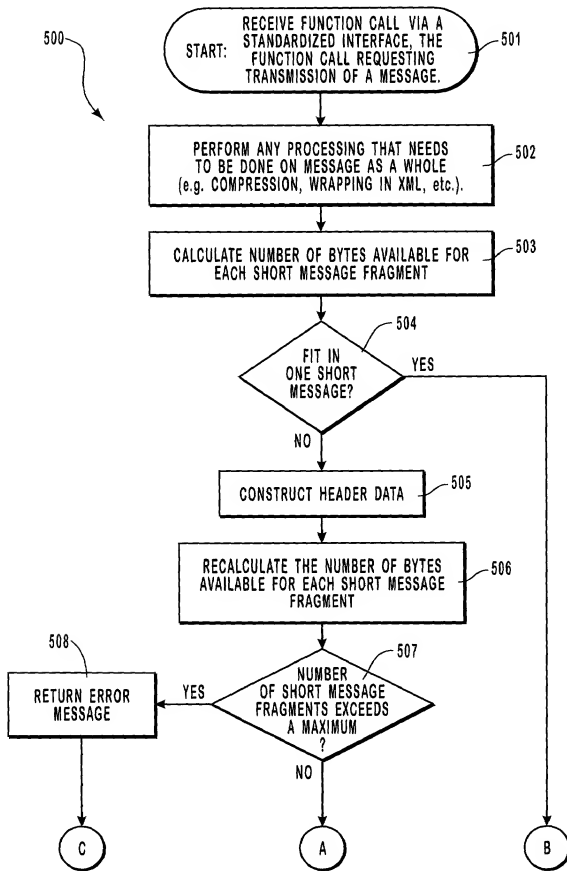 500
START: RECEIVE FUNCTION CALL VIA A
STANDARDIZED INTERFACE, THE
FUNCTION CALL REQUESTING
TRANSMISSION OF A MESSAGE.
501
PERFORM ANY PROCESSING THAT NEEDS
TO BE DONE ON MESSAGE AS A WHOLE
(e.g. COMPRESSION, WRAPPING IN XML, etc.).
502
CALCULATE NUMBER OF BYTES AVAILABLE FOR
EACH SHORT MESSAGE FRAGMENT
503
504
FIT IN
ONE SHORT
MESSAGE?
YES
NO
CONSTRUCT HEADER DATA
505
RECALCULATE THE NUMBER OF BYTES
AVAILABLE FOR EACH SHORT MESSAGE
FRAGMENT
506
507
NUMBER
OF SHORT MESSAGE
FRAGMENTS EXCEEDS
A MAXIMUM
?
YES
508
RETURN ERROR
MESSAGE
NO
C
A
B